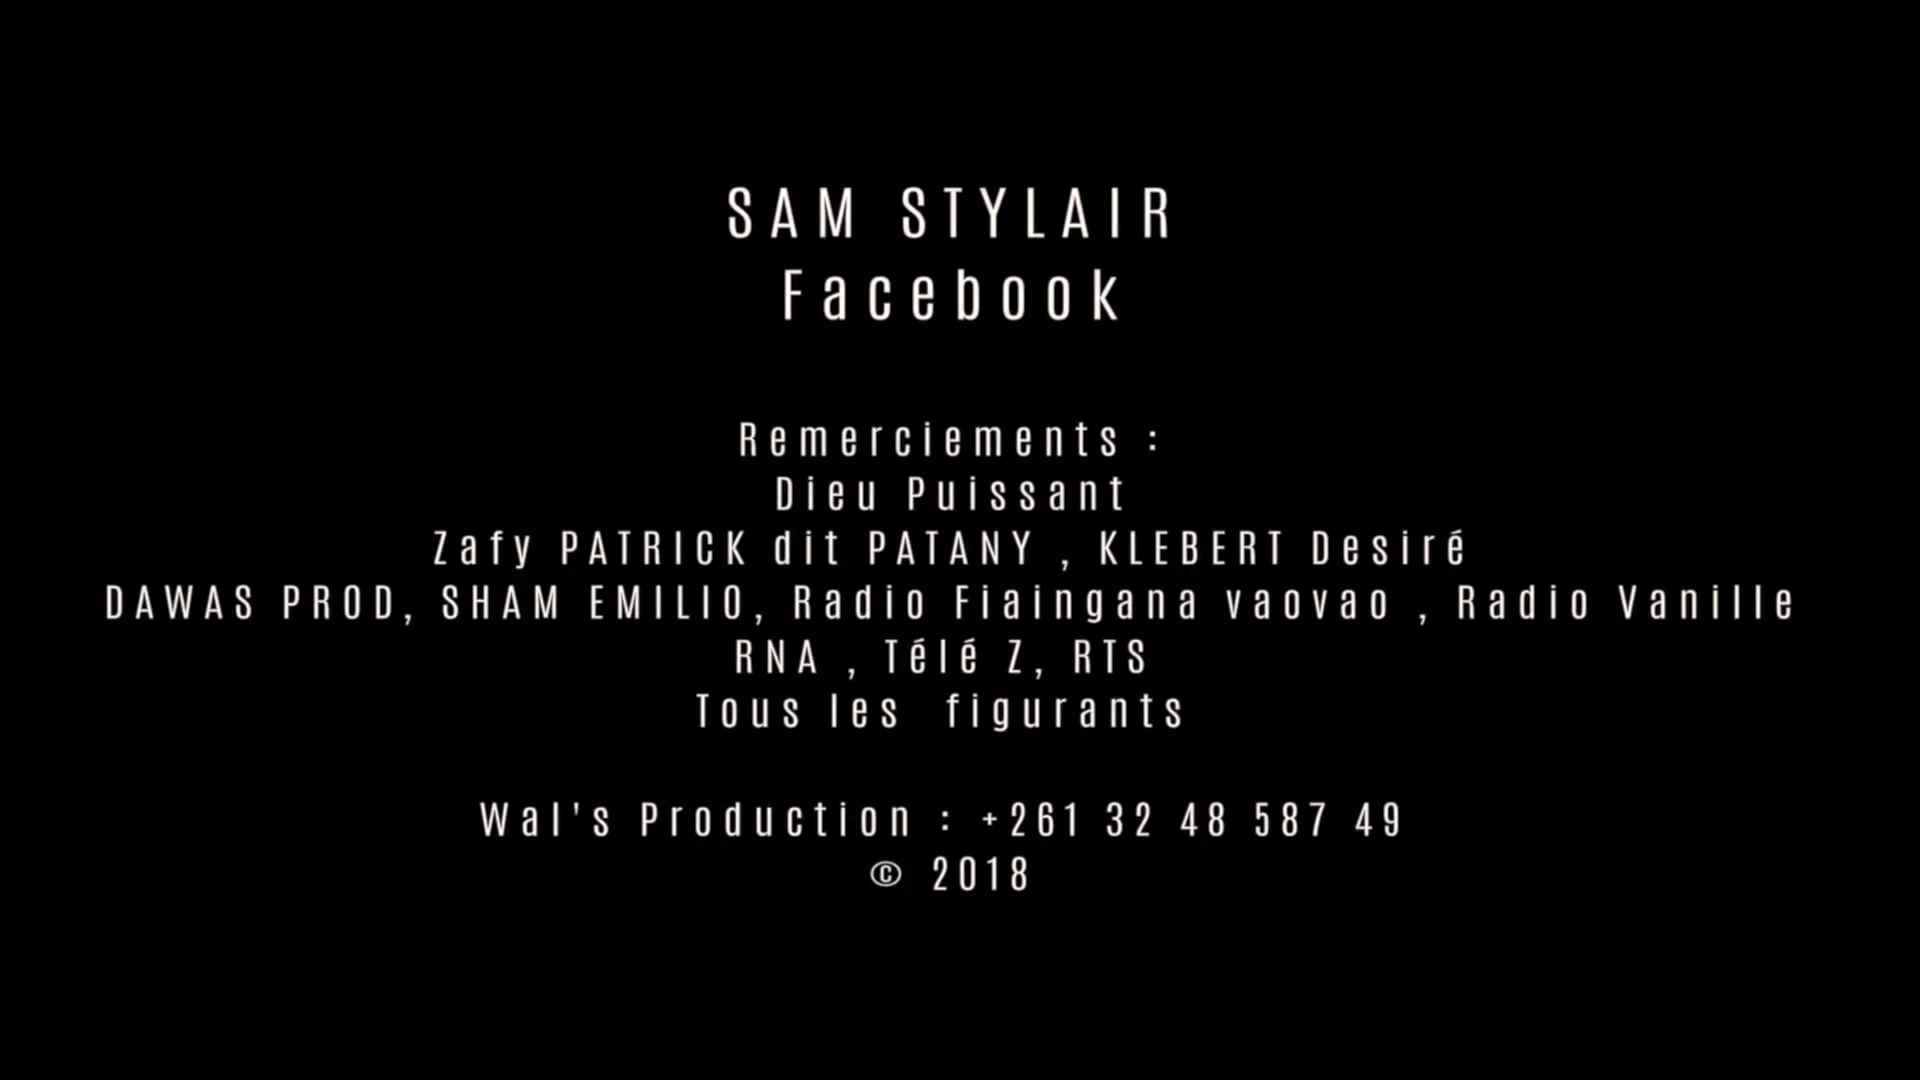 SAM STYLAIR
Facebook
Remerciements :
Dieu Puissant
Zafy PATRICK dit PATANY , KLEBERT Desiré
DAWAS PROD, SHAM EMILIO, Radio Fiaingana vaovao , Radio Vanille
RNA , Télé Z, RTS
Tous les figurants
Wal's Production : +261 32 48 587 49
© 2018